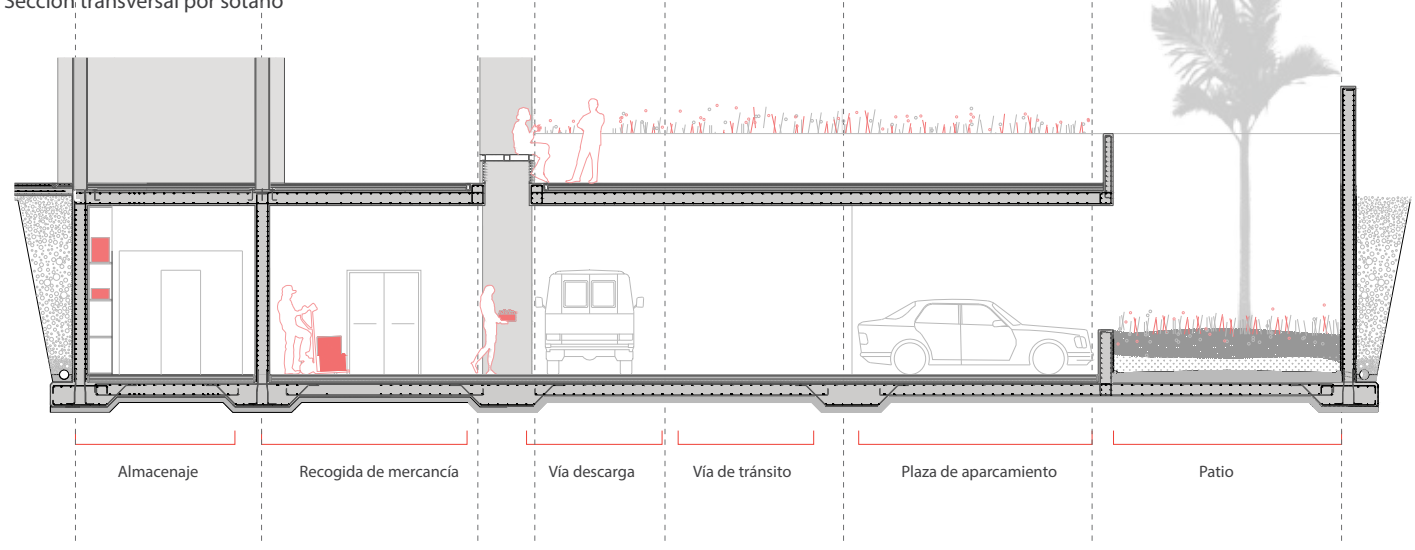 Sección transversal por sótano
Almacenaje
Recogida de mercancía
Vía descarga
Vía de tránsito
Plaza de aparcamiento
Patio